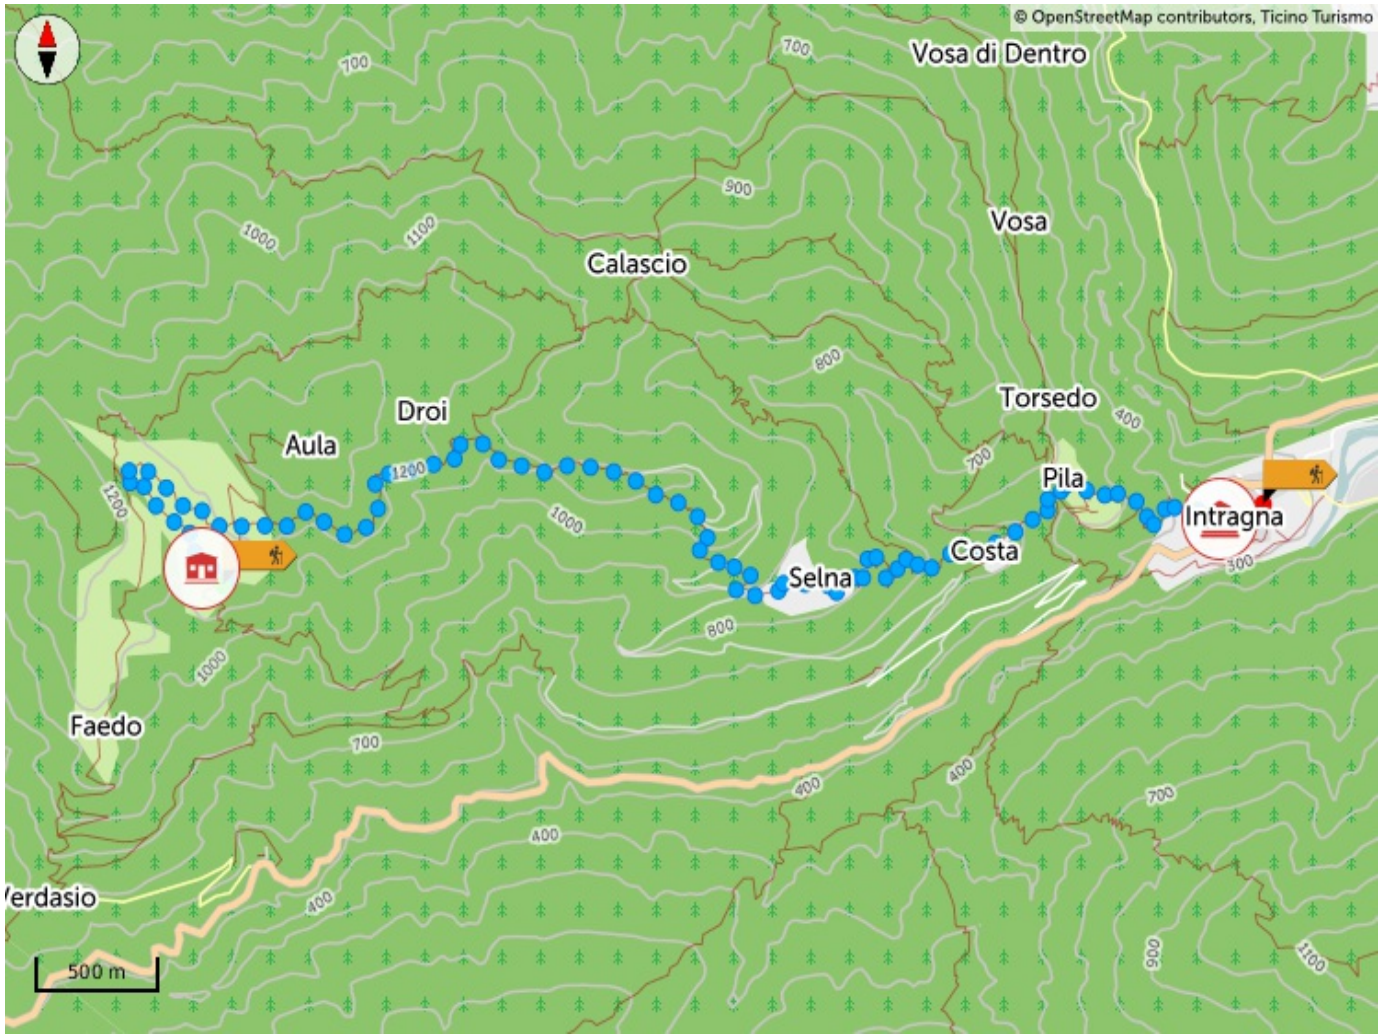 © OpenStreetMap contributors, Ticino Turismo
700
Vosa di Dentro
700
900
1000
1100
Vosa
Calascio
800
Torsedo
Droi
400
Aula
700
1200
Pila
1200
1000
Intragna
Costa
300
Selna
800
1000
Faedo
700
400
400
700
400
Verdasio
400
900
1100
500 m